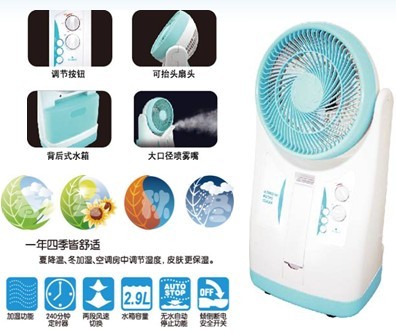 调节按钮
可抬头扇头
背后式水箱
大口径喷雾嘴
一年四季皆舒适
夏降温、冬加湿、空调房中调节湿度，皮肤更保湿。
2.9L
AUTO
STOP
OFF
加湿功能
240分钟
定时器
两段风速
切换
水箱容量
无水自动
停止功能
倾倒断电
安全开关